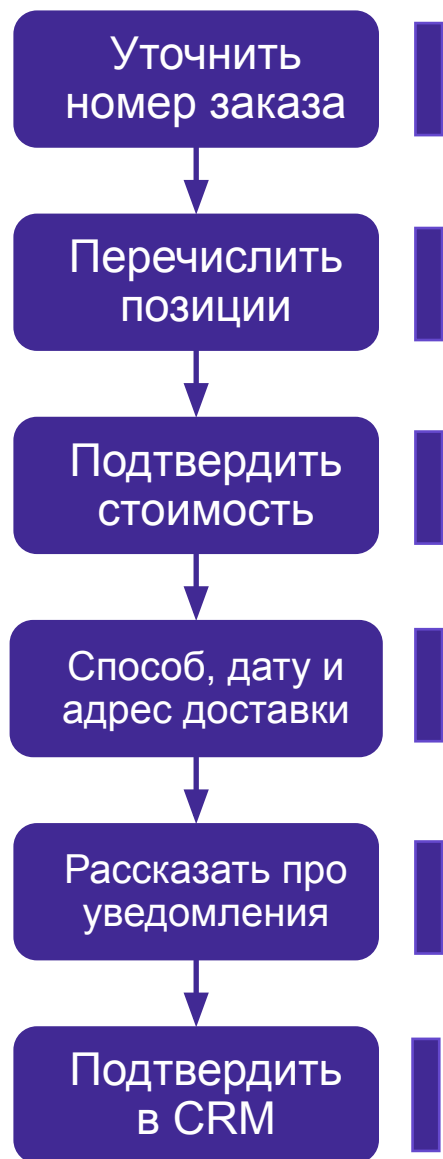 Уточнить
номер заказа
Перечислить
позиции
Подтвердить
стоимость
Способ, дату и
адрес доставки
Рассказать про
уведомления
Подтвердить
в CRM